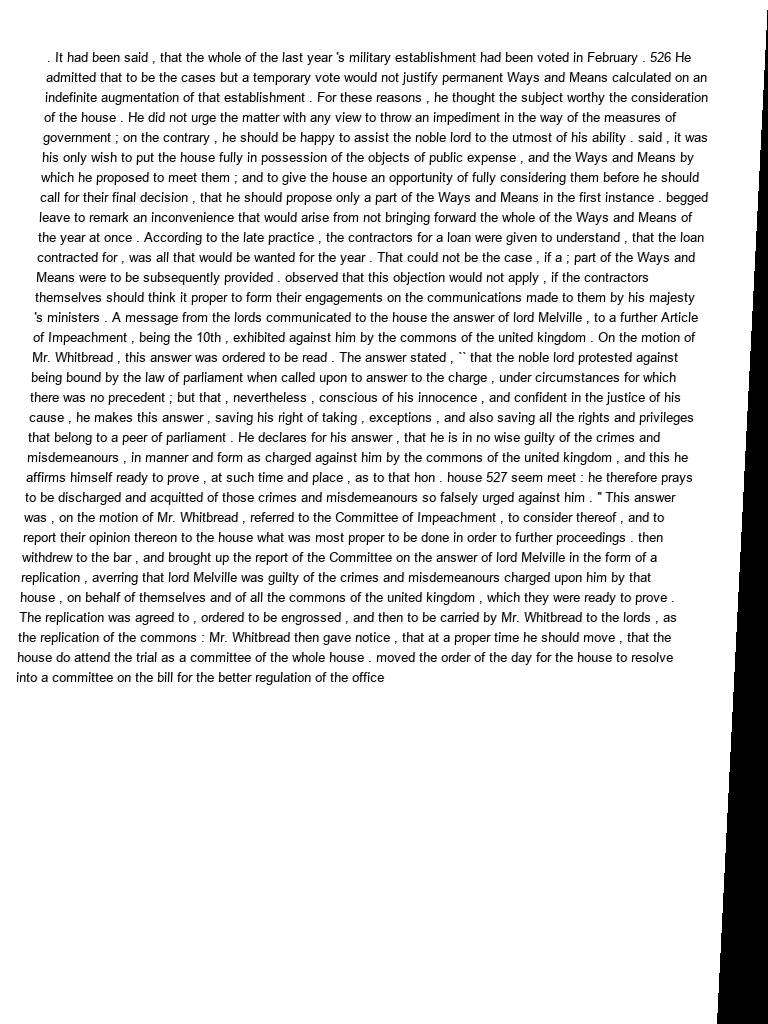 . It had been said , that the whole of the last year 's military establishment had been voted in February . 526 He
admitted that to be the cases but a temporary vote would not justify permanent Ways and Means calculated on an
indefinite augmentation of that establishment . For these reasons , he thought the subject worthy the consideration
of the house . He did not urge the matter with any view to throw an impediment in the way of the measures of
government ; on the contrary , he should be happy to assist the noble lord to the utmost of his ability . said , it was
his only wish to put the house fully in possession of the objects of public expense , and the Ways and Means by
which he proposed to meet them ; and to give the house an opportunity of fully considering them before he should
call for their final decision , that he should propose only a part of the Ways and Means in the first instance . begged
leave to remark an inconvenience that would arise from not bringing forward the whole of the Ways and Means of
the year at once . According to the late practice , the contractors for a loan were given to understand , that the loan
contracted for , was all that would be wanted for the year . That could not be the case , if a ; part of the Ways and
Means were to be subsequently provided . observed that this objection would not apply , if the contractors
themselves should think it proper to form their engagements on the communications made to them by his majesty
's ministers . A message from the lords communicated to the house the answer of lord Melville , to a further Article
of Impeachment , being the 10th , exhibited against him by the commons of the united kingdom . On the motion of
Mr. Whitbread , this answer was ordered to be read . The answer stated , `` that the noble lord protested against
being bound by the law of parliament when called upon to answer to the charge , under circumstances for which
there was no precedent ; but that , nevertheless , conscious of his innocence , and confident in the justice of his
cause , he makes this answer , saving his right of taking , exceptions , and also saving all the rights and privileges
that belong to a peer of parliament . He declares for his answer , that he is in no wise guilty of the crimes and
misdemeanours , in manner and form as charged against him by the commons of the united kingdom , and this he
affirms himself ready to prove , at such time and place , as to that hon . house 527 seem meet : he therefore prays
to be discharged and acquitted of those crimes and misdemeanours so falsely urged against him . '' This answer
was , on the motion of Mr. Whitbread , referred to the Committee of Impeachment , to consider thereof , and to
report their opinion thereon to the house what was most proper to be done in order to further proceedings . then
withdrew to the bar , and brought up the report of the Committee on the answer of lord Melville in the form of a
replication , averring that lord Melville was guilty of the crimes and misdemeanours charged upon him by that
house , on behalf of themselves and of all the commons of the united kingdom , which they were ready to prove .
The replication was agreed to , ordered to be engrossed , and then to be carried by Mr. Whitbread to the lords , as
the replication of the commons : Mr. Whitbread then gave notice , that at a proper time he should move , that the
house do attend the trial as a committee of the whole house . moved the order of the day for the house to resolve
into a committee on the bill for the better regulation of the office